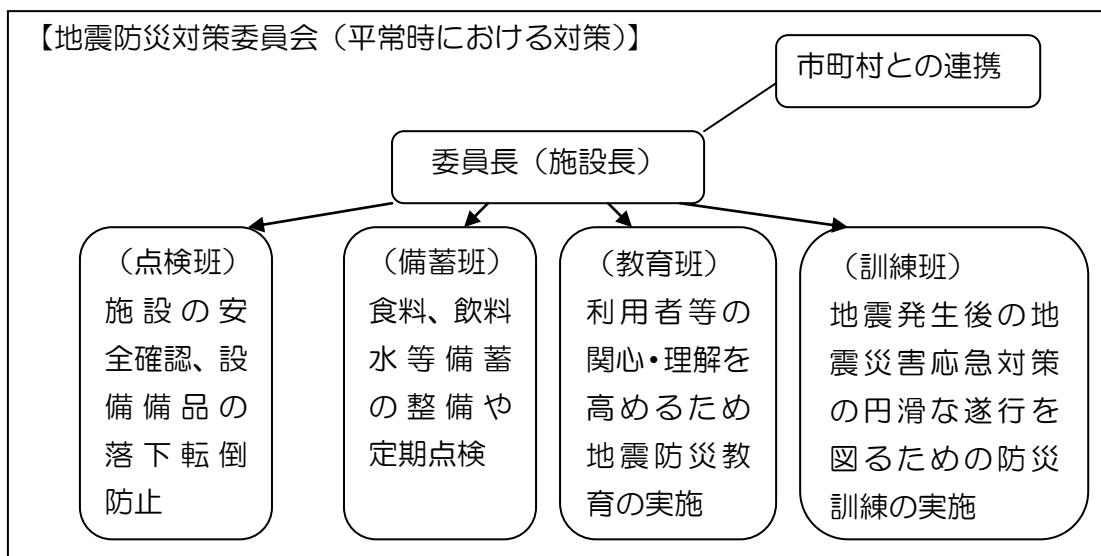 【地震防災対策委員会（平常時における対策）】
市町村との連携
委員長（施設長）
（点検班）
施設の安
全確認、設
備備品の
落下転倒
防止
（備蓄班）
食料、飲料
水等備蓄
の整備や
定期点検
（教育班）
利用者等の
関心・理解を
高めるため
地震防災教
育の実施
（訓練班）
地震発生後の地
震災害応急対策
の円滑な遂行を
図るための防災
訓練の実施